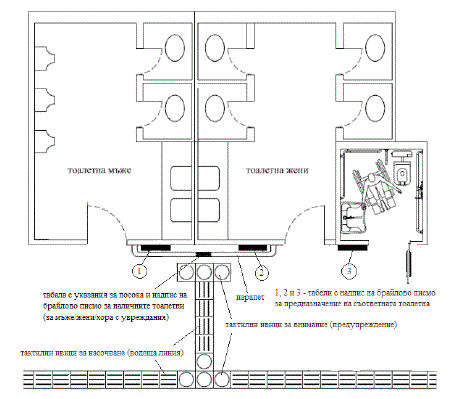 тоалетна мъже
тоалетна жени
1
2
3
табела с указания за посока и надпис на
брайлово писмо за наличните тоалетни
(за мъже/жени/хора с увреждания)
парапет
1, 2 и 3 - табели с надпис на брайлово писмо
за предназначение на съответната тоалетна
тактилни ивици за внимание (предупреждение)
тактилни ивици за насочване (водеща линия)